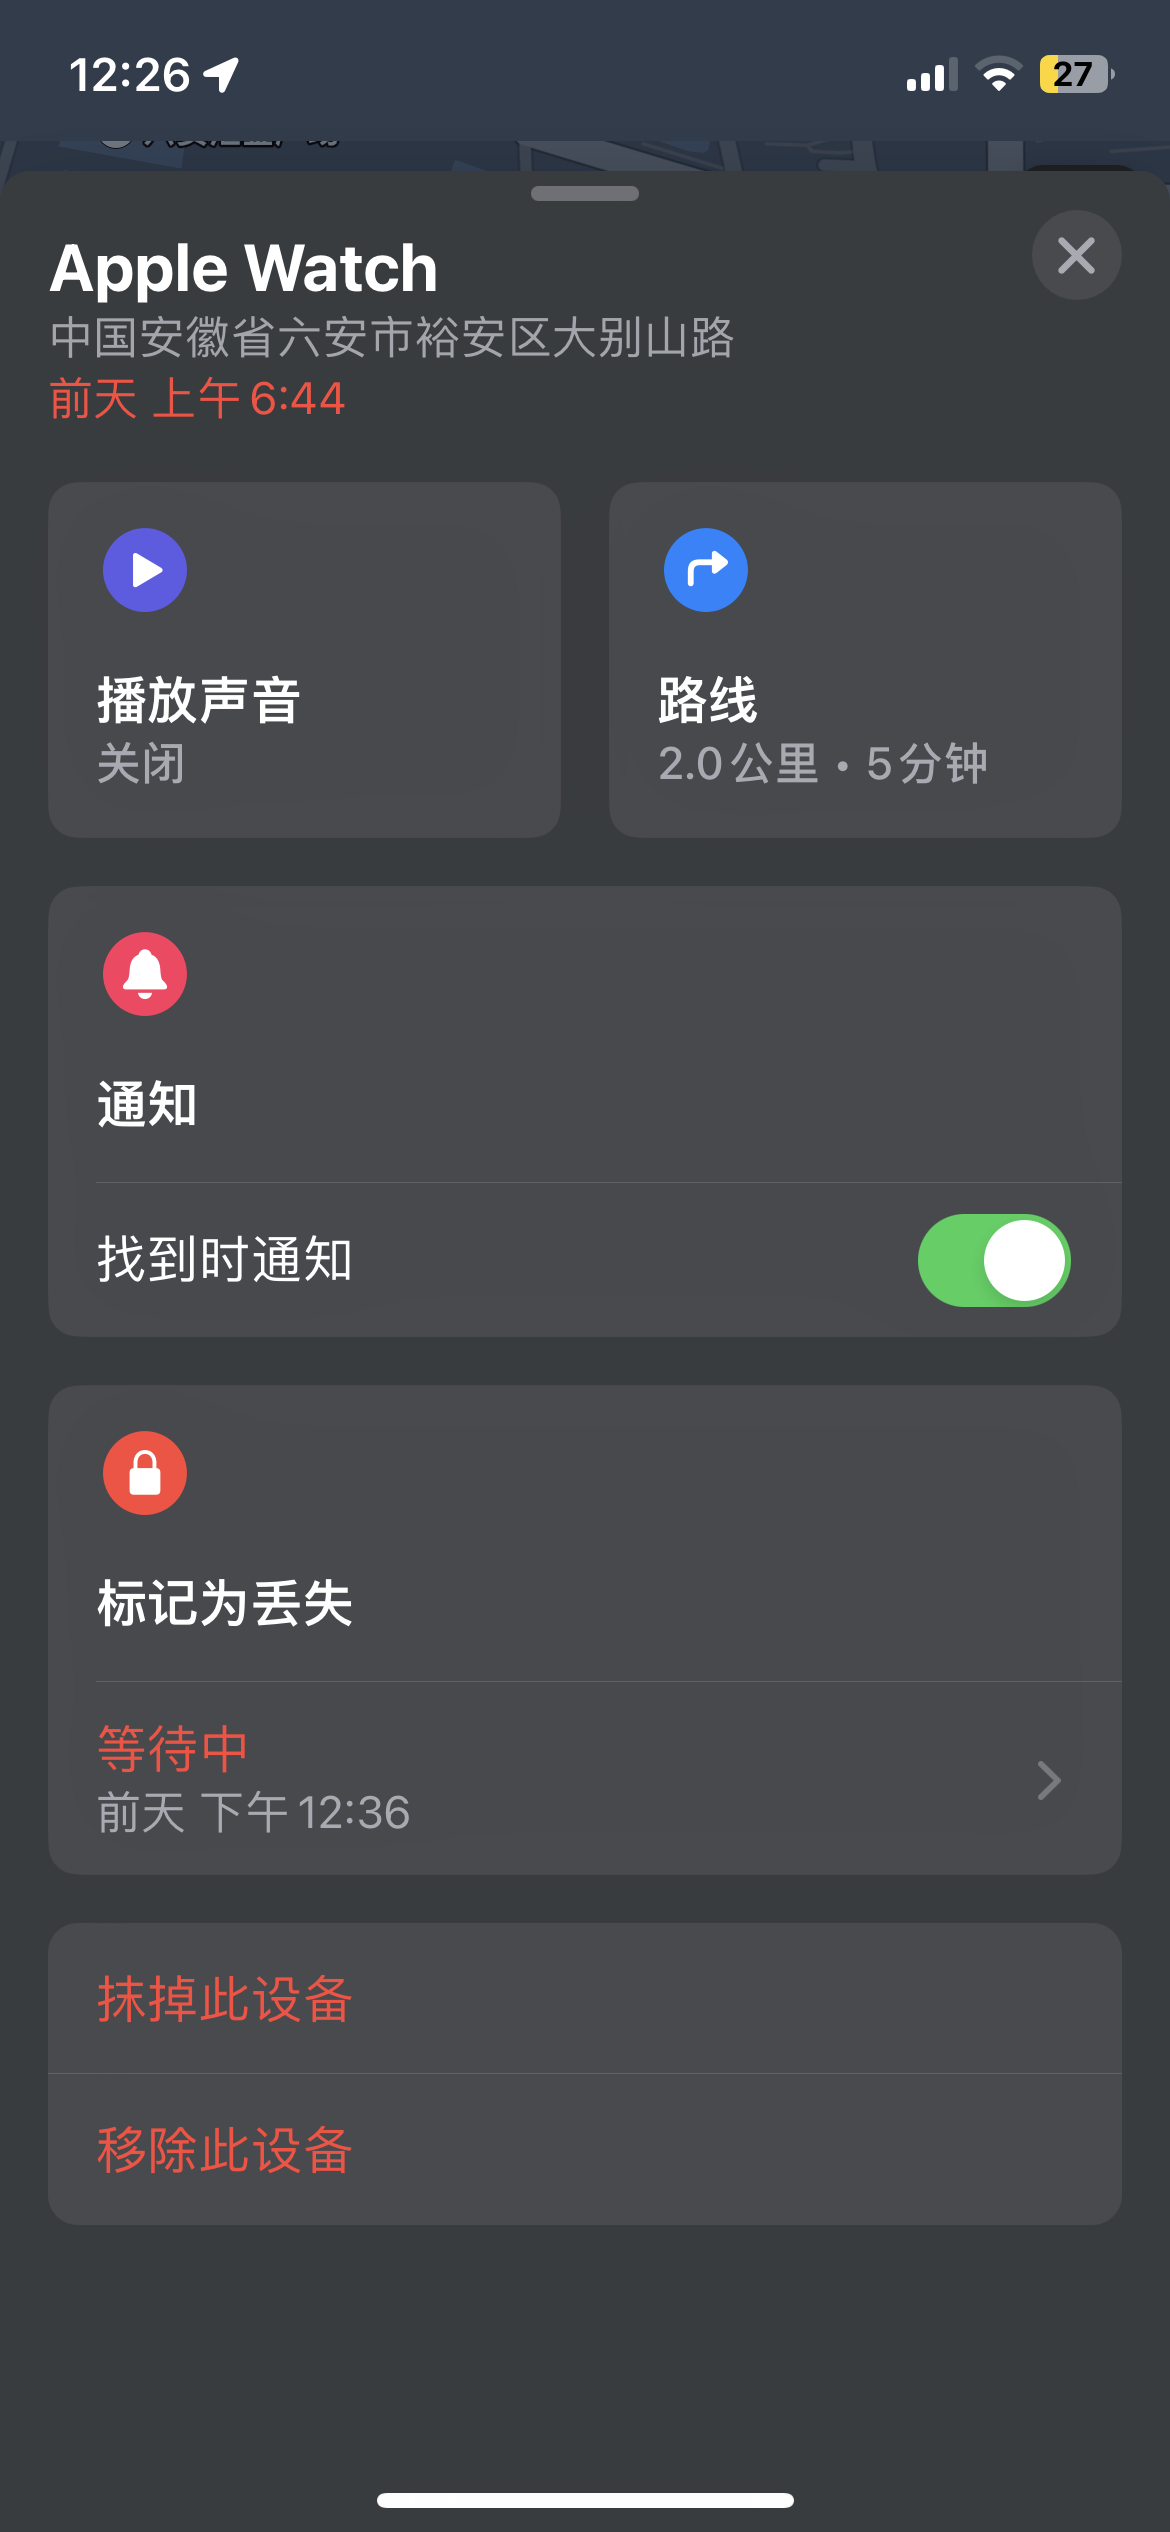 12:26
27
Apple Watch
中国安徽省六安市裕安区大别山路
前天 上午 6:44
播放声音
关闭
路线
2.0 公里 • 5 分钟
通知
找到时通知
标记为丢失
等待中
前天 下午 12:36
抹掉此设备
移除此设备